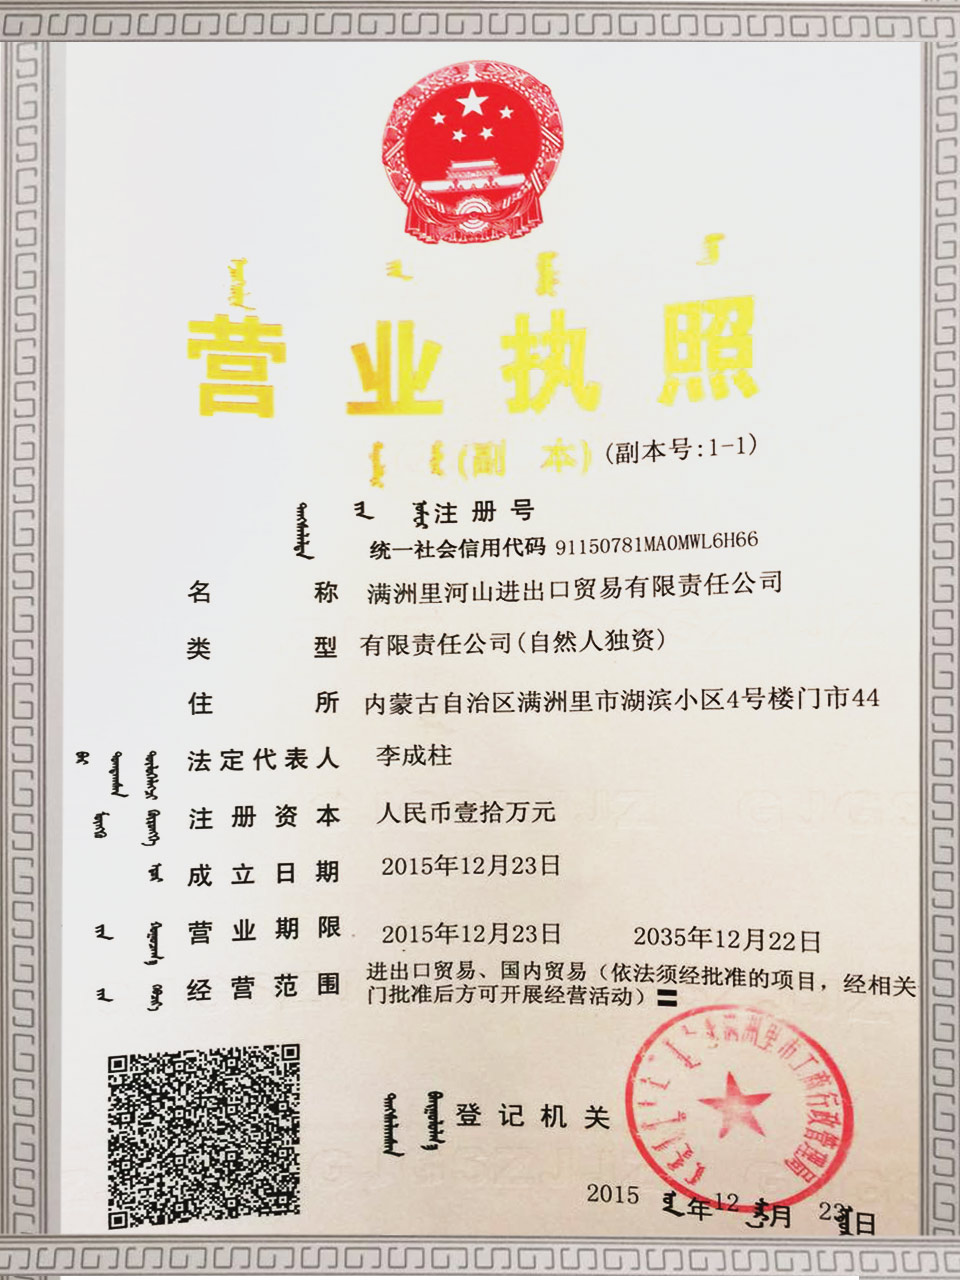 营业执照
(副 本) (副本号:1-1)
注册号
统一社会信用代码 91150781MA0MWL6H66
名称 满洲里河山进出口贸易有限责任公司
类型 有限责任公司(自然人独资)
住所 内蒙古自治区满洲里市湖滨小区4号楼门市44
法定代表人 李成柱
注册资本 人民币壹拾万元
成立日期 2015年12月23日
营业期限 2015年12月23日 2035年12月22日
经营范围 进出口贸易、国内贸易（依法须经批准的项目，经相关
门批准后方可开展经营活动）〓
满洲里市工商行政管理局
登记机关
2015 年 12 月 23 日